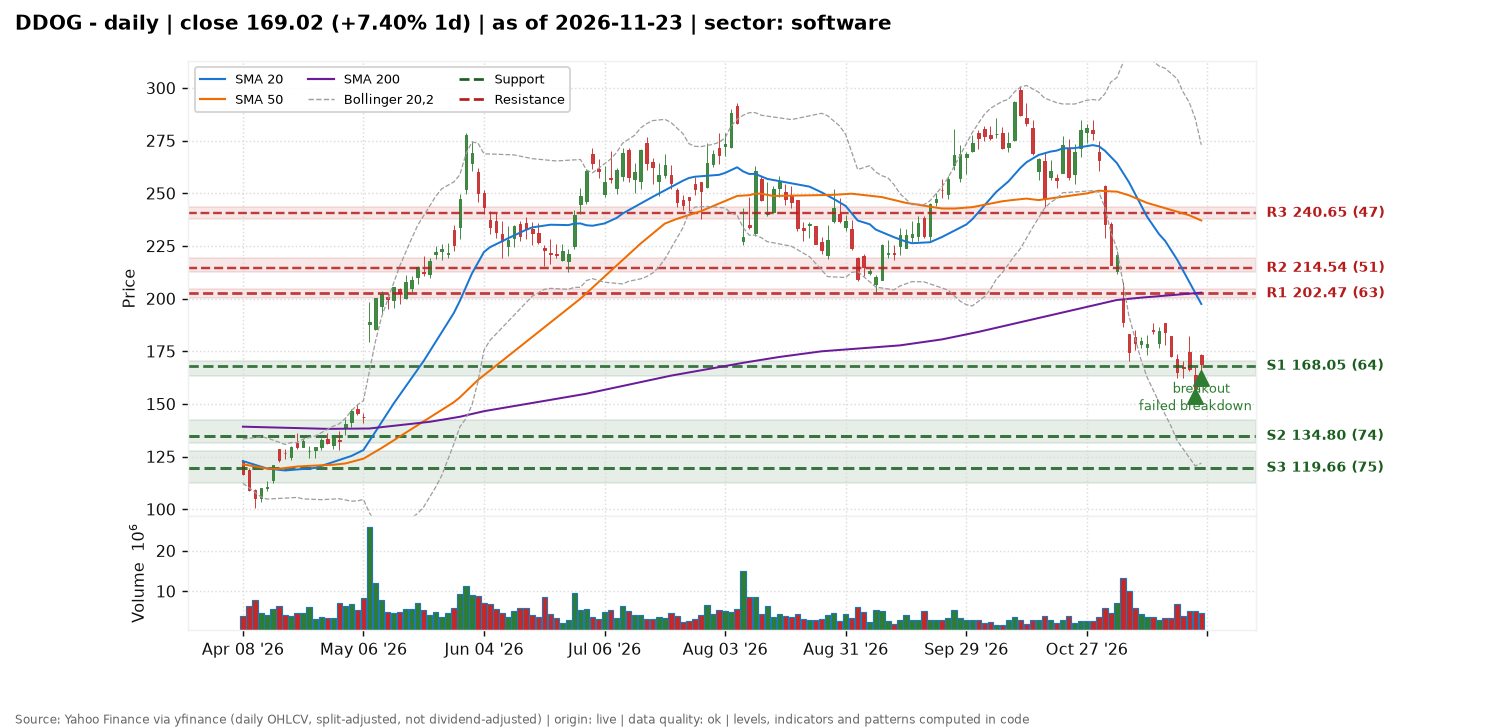 DDOG - daily | close 169.02 (+7.40% 1d) | as of 2026-11-23 | sector: software
SMA 20
SMA 50
SMA 200
Bollinger 20,2
Support
Resistance
Price
300
275
250
225
200
175
150
125
100
R3 240.65 (47)
R2 214.54 (51)
R1 202.47 (63)
S1 168.05 (64)
S2 134.80 (74)
S3 119.66 (75)
breakout
failed breakdown
Volume 10⁶
20
10
Apr 08 '26
May 06 '26
Jun 04 '26
Jul 06 '26
Aug 03 '26
Aug 31 '26
Sep 29 '26
Oct 27 '26
Source: Yahoo Finance via yfinance (daily OHLCV, split-adjusted, not dividend-adjusted) | origin: live | data quality: ok | levels, indicators and patterns computed in code